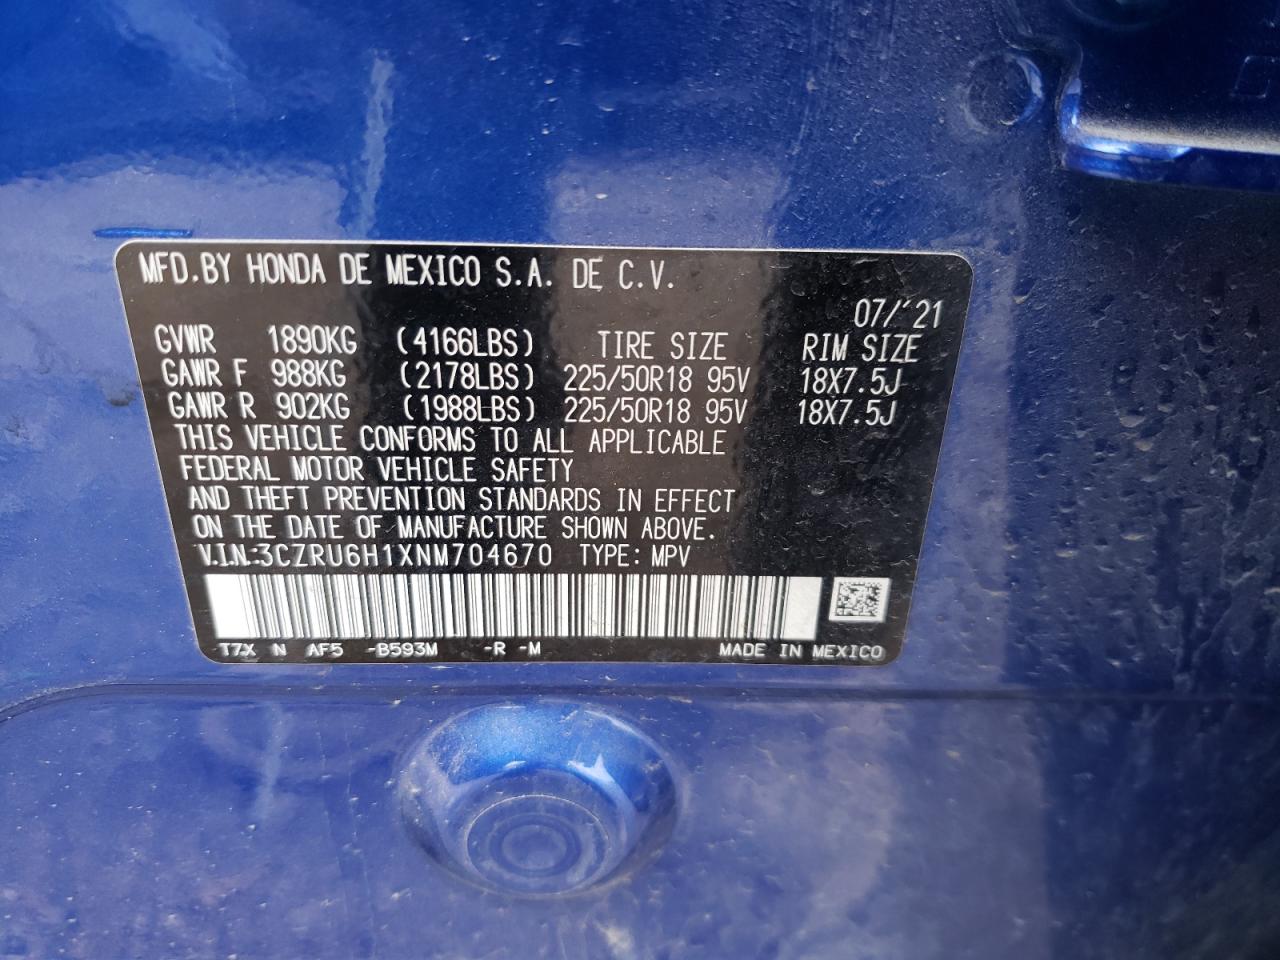 MFD.BY HONDA DE MEXICO S.A. DE C.V.
07/'21
GVWR 1890KG (4166LBS) TIRE SIZE RIM SIZE
GAWR F 988KG (2178LBS) 225/50R18 95V 18X7.5J
GAWR R 902KG (1988LBS) 225/50R18 95V 18X7.5J
THIS VEHICLE CONFORMS TO ALL APPLICABLE
FEDERAL MOTOR VEHICLE SAFETY
AND THEFT PREVENTION STANDARDS IN EFFECT
ON THE DATE OF MANUFACTURE SHOWN ABOVE.
V.I.N.:3CZRU6H1XNM704670 TYPE: MPV
T7X N AF5 -B593M -R -M MADE IN MEXICO